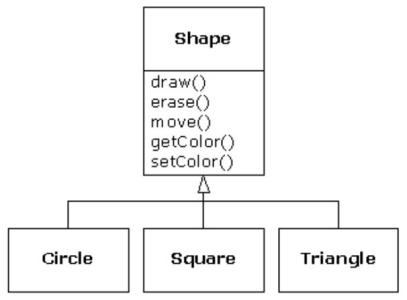 Shape
draw()
erase()
move()
getColor()
setColor()
Circle
Square
Triangle